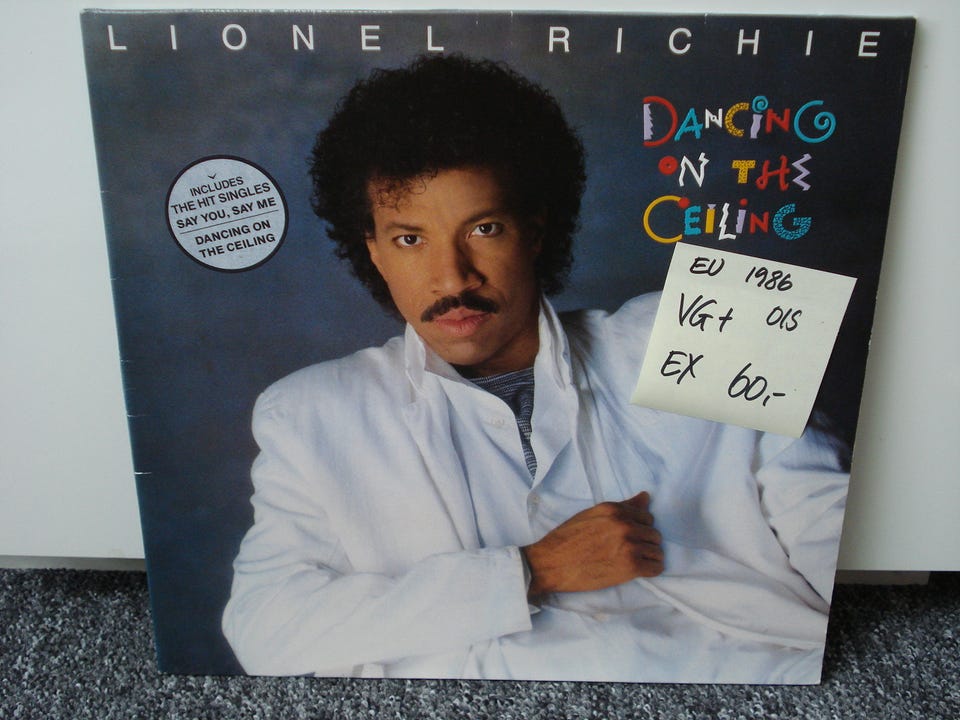 LIONEL RICHIE
DANCING
ON THE
CEILING
INCLUDES
THE HIT SINGLES
SAY YOU, SAY ME
DANCING ON
THE CEILING
EU 1986
VG+ OIS
EX 60,-